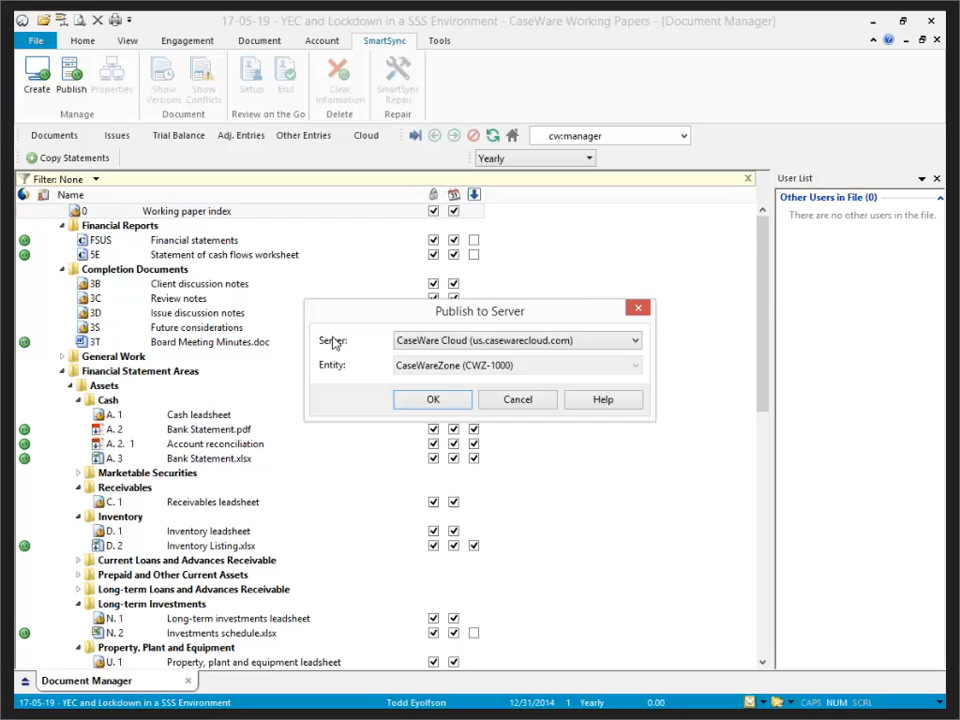 17-05-19 - YEC and Lockdown in a SSS Environment - CaseWare Working Papers - [Document Manager]
File Home View Engagement Document Account SmartSync Tools
Create Publish Properties Show Versions Show Conflicts Setup End Clear Information SmartSync Repair
Manage Document Review on the Go Delete Repair
Documents Issues Trial Balance Adj. Entries Other Entries Cloud cw:manager
Copy Statements Yearly
Filter: None
Name
0 Working paper index
Financial Reports
FSUS Financial statements
5E Statement of cash flows worksheet
Completion Documents
3B Client discussion notes
3C Review notes
3D Issue discussion notes
3S Future considerations
3T Board Meeting Minutes.doc
General Work
Financial Statement Areas
Assets
Cash
A. 1 Cash leadsheet
A. 2 Bank Statement.pdf
A. 2. 1 Account reconciliation
A. 3 Bank Statement.xlsx
Marketable Securities
Receivables
C. 1 Receivables leadsheet
Inventory
D. 1 Inventory leadsheet
D. 2 Inventory Listing.xlsx
Current Loans and Advances Receivable
Prepaid and Other Current Assets
Long-term Loans and Advances Receivable
Long-term Investments
N. 1 Long-term investments leadsheet
N. 2 Investments schedule.xlsx
Property, Plant and Equipment
U. 1 Property, plant and equipment leadsheet
Publish to Server
Server: CaseWare Cloud (us.casewarecloud.com)
Entity: CaseWareZone (CWZ-1000)
OK Cancel Help
User List
Other Users in File (0)
There are no other users in the file.
Document Manager
17-05-19 - YEC and Lockdown in a SSS Environment Todd Eyolfson 12/31/2014 1 Yearly 0.00 CAPS NUM SCRL